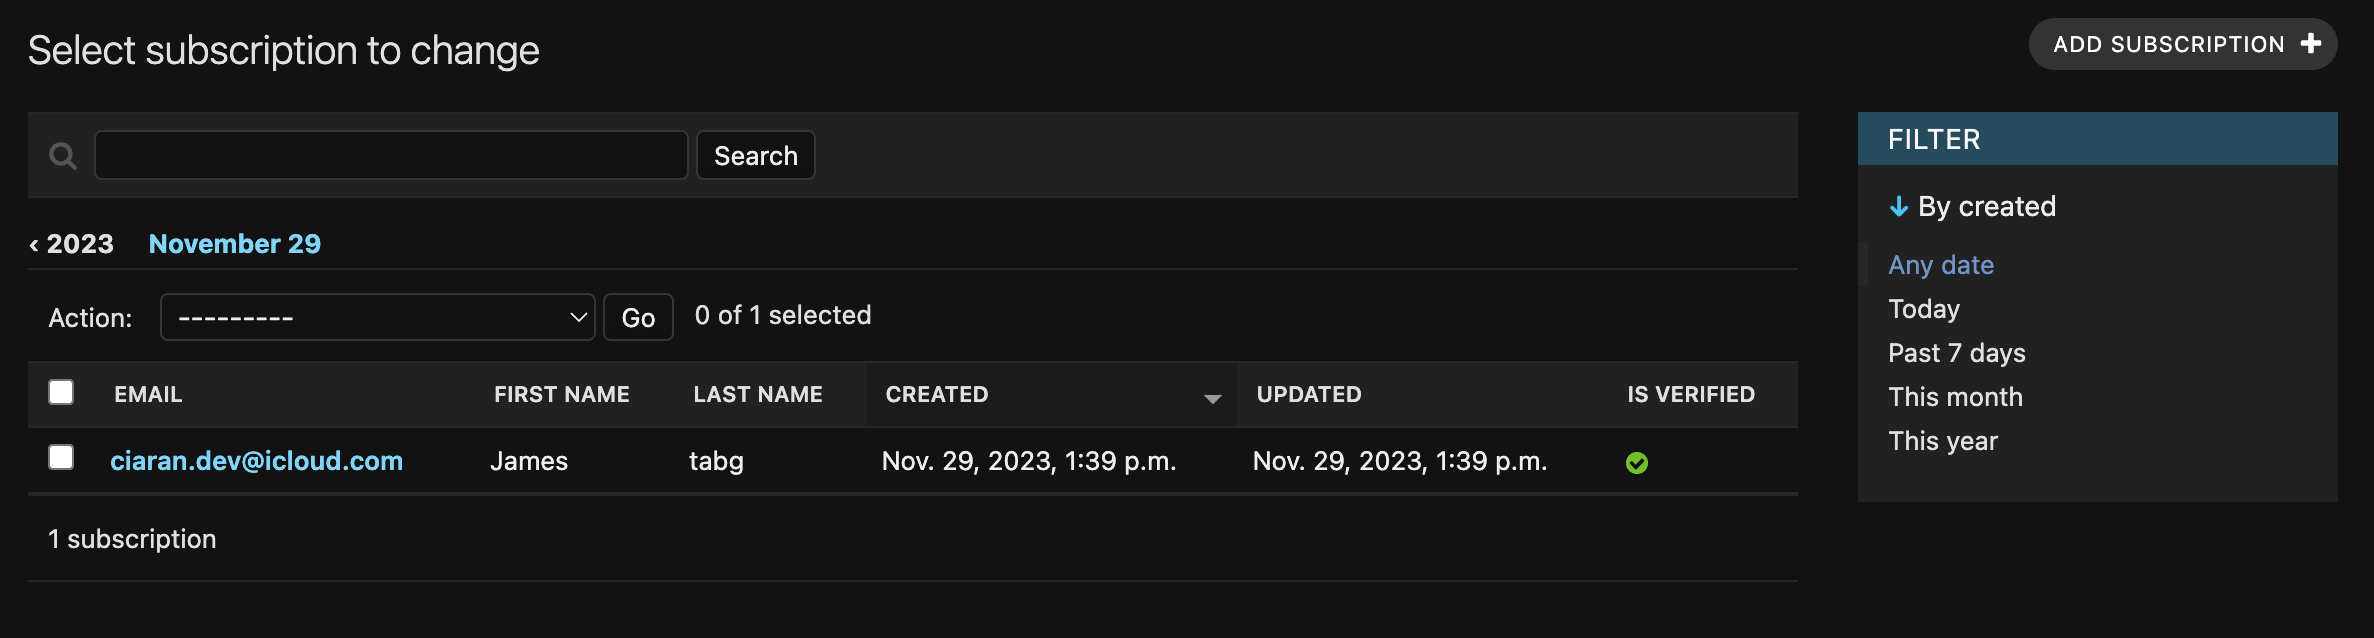 Select subscription to change
ADD SUBSCRIPTION +
Search
‹ 2023 November 29
Action: --------- Go 0 of 1 selected
EMAIL FIRST NAME LAST NAME CREATED UPDATED IS VERIFIED
ciaran.dev@icloud.com James tabg Nov. 29, 2023, 1:39 p.m. Nov. 29, 2023, 1:39 p.m.
1 subscription
FILTER
↓ By created
Any date
Today
Past 7 days
This month
This year